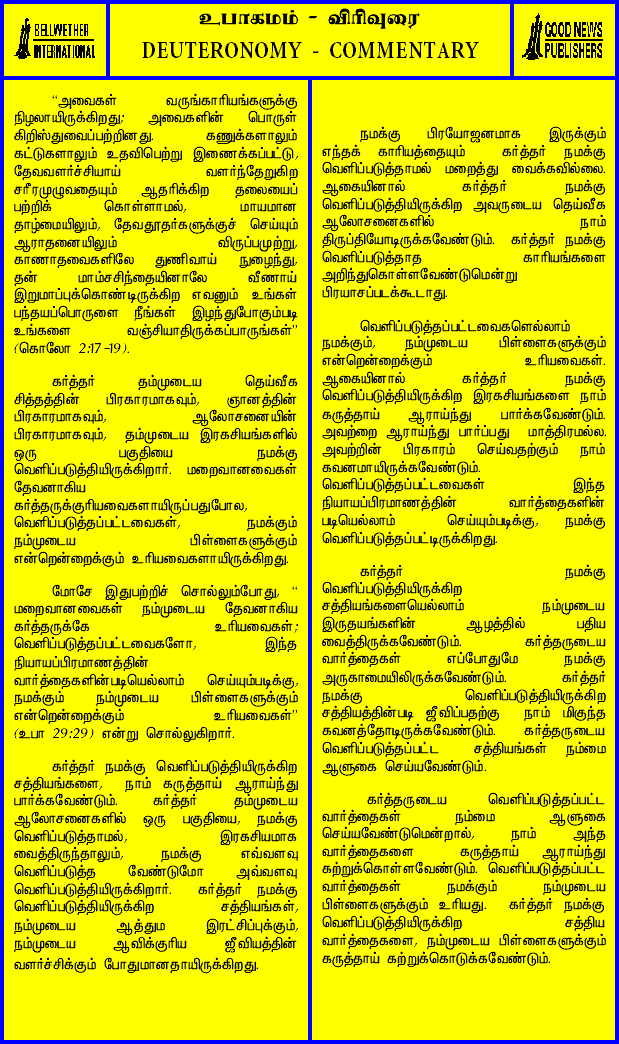 BELLWETHER
INTERNATIONAL
உபாகமம் - விரிவுரை
DEUTERONOMY - COMMENTARY
GOOD NEWS
PUBLISHERS
“அவைகள் வருங்காரியங்களுக்கு
நிழலாயிருக்கிறது; அவைகளின் பொருள்
கிறிஸ்துவைப்பற்றினது. கணுக்களாலும்
கட்டுகளாலும் உதவிபெற்று இணைக்கப்பட்டு,
தேவவளர்ச்சியாய் வளர்ந்தேறுகிற
சரீரமுழுவதையும் ஆதரிக்கிற தலையைப்
பற்றிக் கொள்ளாமல், மாயமான
தாழ்மையிலும், தேவதூதர்களுக்குச் செய்யும்
ஆராதனையிலும் விருப்பமுற்று,
காணாதவைகளிலே துணிவாய் நுழைந்து,
தன் மாம்சசிந்தையினாலே வீணாய்
இறுமாப்புக்கொண்டிருக்கிற எவனும் உங்கள்
பந்தயப்பொருளை நீங்கள் இழந்துபோகும்படி
உங்களை வஞ்சியாதிருக்கப்பாருங்கள்”
(கொலோ 2:17-19).
கர்த்தர் தம்முடைய தெய்வீக
சித்தத்தின் பிரகாரமாகவும், ஞானத்தின்
பிரகாரமாகவும், ஆலோசனையின்
பிரகாரமாகவும், தம்முடைய இரகசியங்களில்
ஒரு பகுதியை நமக்கு
வெளிப்படுத்தியிருக்கிறார். மறைவானவைகள்
தேவனாகிய
கர்த்தருக்குரியவைகளாயிருப்பதுபோல,
வெளிப்படுத்தப்பட்டவைகள், நமக்கும்
நம்முடைய பிள்ளைகளுக்கும்
என்றென்றைக்கும் உரியவைகளாயிருக்கிறது.
மோசே இதுபற்றிச் சொல்லும்போது, “
மறைவானவைகள் நம்முடைய தேவனாகிய
கர்த்தருக்கே உரியவைகள்;
வெளிப்படுத்தப்பட்டவைகளோ, இந்த
நியாயப்பிரமாணத்தின்
வார்த்தைகளின்படியெல்லாம் செய்யும்படிக்கு,
நமக்கும் நம்முடைய பிள்ளைகளுக்கும்
என்றென்றைக்கும் உரியவைகள்”
(உபா 29:29) என்று சொல்லுகிறார்.
கர்த்தர் நமக்கு வெளிப்படுத்தியிருக்கிற
சத்தியங்களை, நாம் கருத்தாய் ஆராய்ந்து
பார்க்கவேண்டும். கர்த்தர் தம்முடைய
ஆலோசனைகளில் ஒரு பகுதியை, நமக்கு
வெளிப்படுத்தாமல், இரகசியமாக
வைத்திருந்தாலும், நமக்கு எவ்வளவு
வெளிப்படுத்த வேண்டுமோ அவ்வளவு
வெளிப்படுத்தியிருக்கிறார். கர்த்தர் நமக்கு
வெளிப்படுத்தியிருக்கிற சத்தியங்கள்,
நம்முடைய ஆத்தும இரட்சிப்புக்கும்,
நம்முடைய ஆவிக்குரிய ஜீவியத்தின்
வளர்ச்சிக்கும் போதுமானதாயிருக்கிறது.
நமக்கு பிரயோஜனமாக இருக்கும்
எந்தக் காரியத்தையும் கர்த்தர் நமக்கு
வெளிப்படுத்தாமல் மறைத்து வைக்கவில்லை.
ஆகையினால் கர்த்தர் நமக்கு
வெளிப்படுத்தியிருக்கிற அவருடைய தெய்வீக
ஆலோசனைகளில் நாம்
திருப்தியோடிருக்கவேண்டும். கர்த்தர் நமக்கு
வெளிப்படுத்தாத காரியங்களை
அறிந்துகொள்ளவேண்டுமென்று
பிரயாசப்படக்கூடாது.
வெளிப்படுத்தப்பட்டவைகளெல்லாம்
நமக்கும், நம்முடைய பிள்ளைகளுக்கும்
என்றென்றைக்கும் உரியவைகள்.
ஆகையினால் கர்த்தர் நமக்கு
வெளிப்படுத்தியிருக்கிற இரகசியங்களை நாம்
கருத்தாய் ஆராய்ந்து பார்க்கவேண்டும்.
அவற்றை ஆராய்ந்து பார்ப்பது மாத்திரமல்ல.
அவற்றின் பிரகாரம் செய்வதற்கும் நாம்
கவனமாயிருக்கவேண்டும்.
வெளிப்படுத்தப்பட்டவைகள் இந்த
நியாயப்பிரமாணத்தின் வார்த்தைகளின்
படியெல்லாம் செய்யும்படிக்கு, நமக்கு
வெளிப்படுத்தப்பட்டிருக்கிறது.
கர்த்தர் நமக்கு
வெளிப்படுத்தியிருக்கிற
சத்தியங்களையெல்லாம் நம்முடைய
இருதயங்களின் ஆழத்தில் பதிய
வைத்திருக்கவேண்டும். கர்த்தருடைய
வார்த்தைகள் எப்போதுமே நமக்கு
அருகாமையிலிருக்கவேண்டும். கர்த்தர்
நமக்கு வெளிப்படுத்தியிருக்கிற
சத்தியத்தின்படி ஜீவிப்பதற்கு நாம் மிகுந்த
கவனத்தோடிருக்கவேண்டும். கர்த்தருடைய
வெளிப்படுத்தப்பட்ட சத்தியங்கள் நம்மை
ஆளுகை செய்யவேண்டும்.
கர்த்தருடைய வெளிப்படுத்தப்பட்ட
வார்த்தைகள் நம்மை ஆளுகை
செய்யவேண்டுமென்றால், நாம் அந்த
வார்த்தைகளை கருத்தாய் ஆராய்ந்து
கற்றுக்கொள்ளவேண்டும். வெளிப்படுத்தப்பட்ட
வார்த்தைகள் நமக்கும் நம்முடைய
பிள்ளைகளுக்கும் உரியது. கர்த்தர் நமக்கு
வெளிப்படுத்தியிருக்கிற சத்திய
வார்த்தைகளை, நம்முடைய பிள்ளைகளுக்கும்
கருத்தாய் கற்றுக்கொடுக்கவேண்டும்.